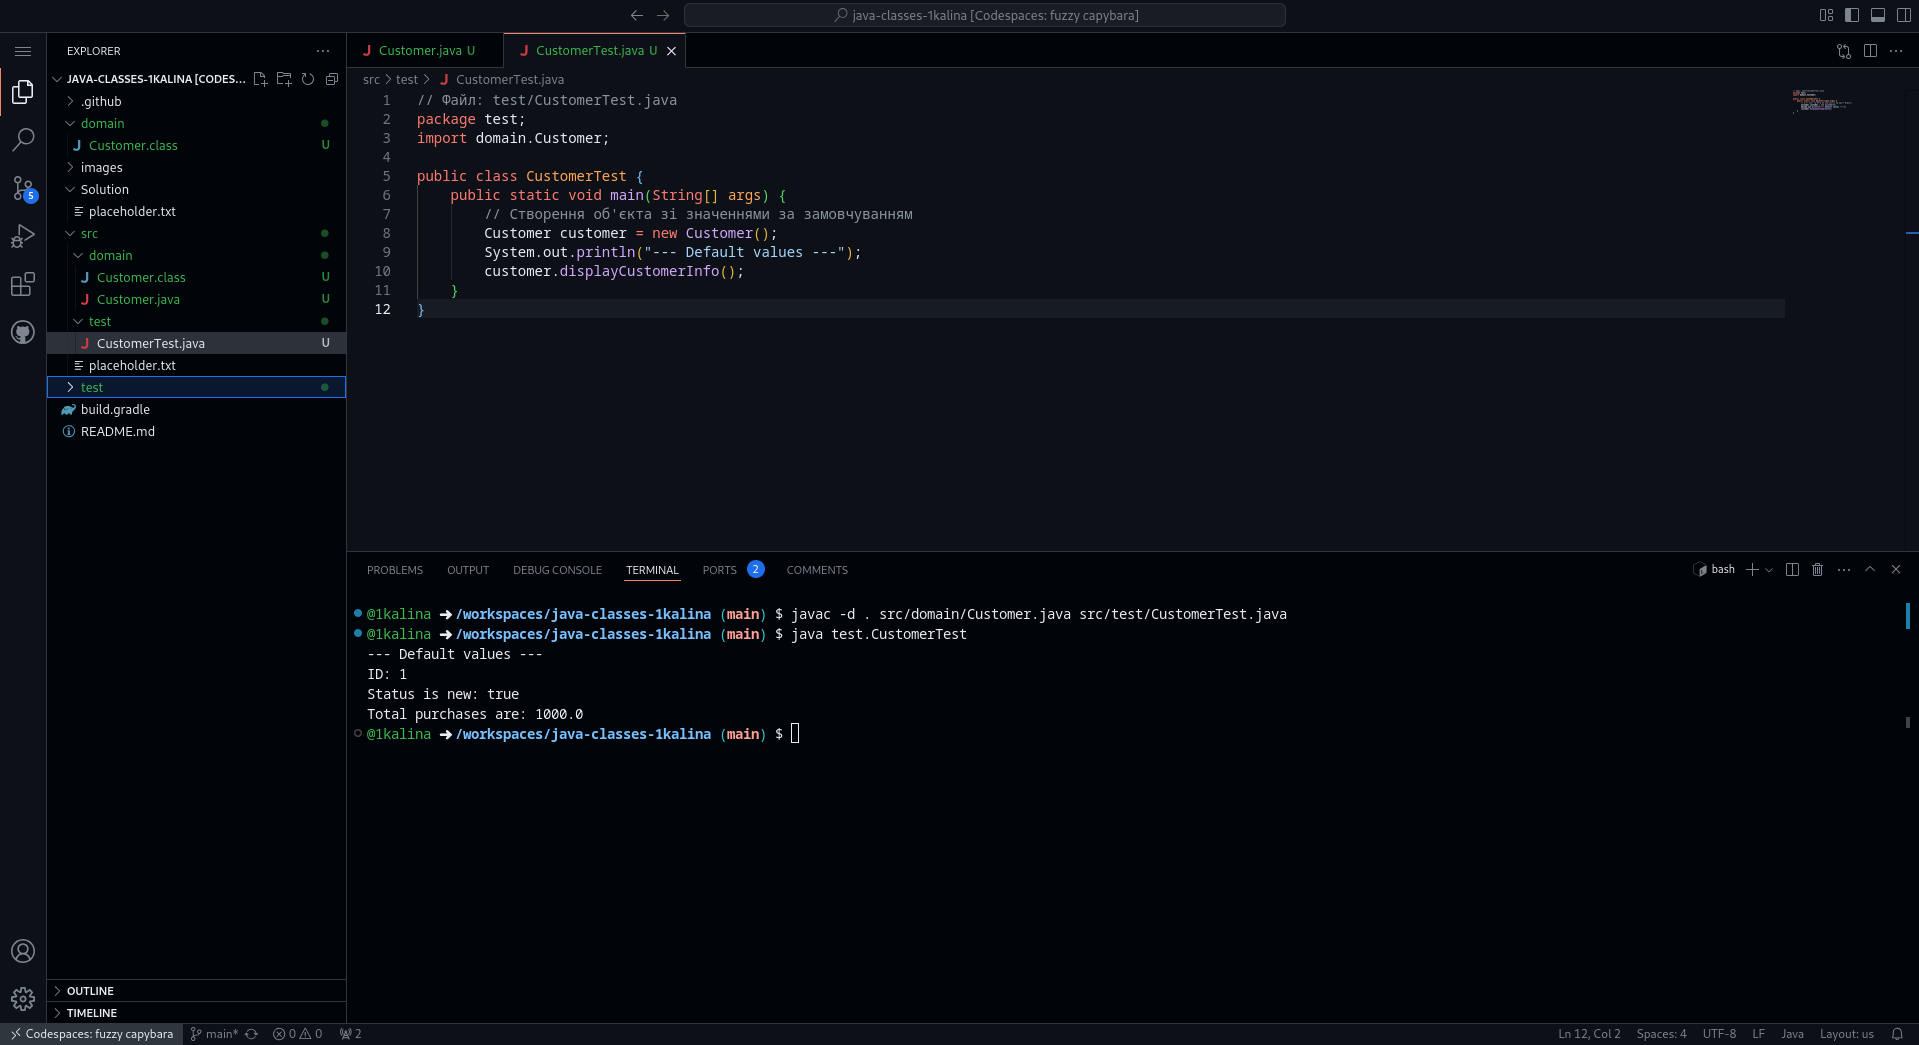 java-classes-1kalina [Codespaces: fuzzy capybara]
EXPLORER
JAVA-CLASSES-1KALINA [CODES...
.github
domain
Customer.class U
images
Solution
placeholder.txt
src
domain
Customer.class U
Customer.java U
test
CustomerTest.java U
placeholder.txt
test
build.gradle
README.md
OUTLINE
TIMELINE
5
Customer.java U
CustomerTest.java U
src > test > CustomerTest.java
1 // Файл: test/CustomerTest.java
2 package test;
3 import domain.Customer;
4
5 public class CustomerTest {
6 public static void main(String[] args) {
7 // Створення об'єкта зі значеннями за замовчуванням
8 Customer customer = new Customer();
9 System.out.println("--- Default values ---");
10 customer.displayCustomerInfo();
11 }
12 }
PROBLEMS OUTPUT DEBUG CONSOLE TERMINAL PORTS 2 COMMENTS
bash
@1kalina ➜ /workspaces/java-classes-1kalina (main) $ javac -d . src/domain/Customer.java src/test/CustomerTest.java
@1kalina ➜ /workspaces/java-classes-1kalina (main) $ java test.CustomerTest
--- Default values ---
ID: 1
Status is new: true
Total purchases are: 1000.0
@1kalina ➜ /workspaces/java-classes-1kalina (main) $
Codespaces: fuzzy capybara main* 0 0 2
Ln 12, Col 2 Spaces: 4 UTF-8 LF Java Layout: us